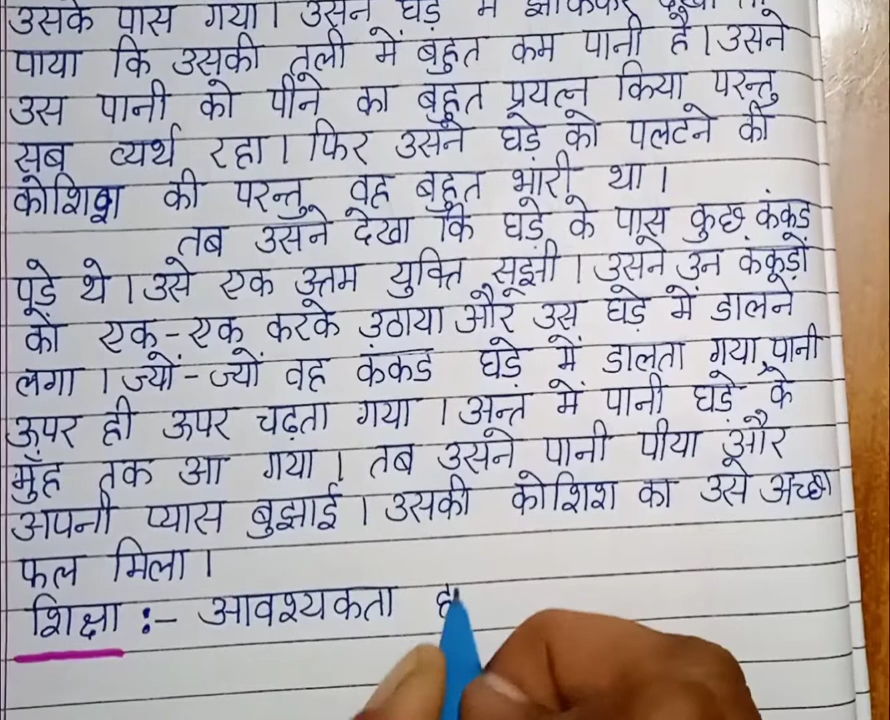 उसके पास गया। उसने घड़े में झाँककर देखा तो
पाया कि उसकी तली में बहुत कम पानी है। उसने
उस पानी को पीने का बहुत प्रयत्न किया परन्तु
सब व्यर्थ रहा। फिर उसने घड़े को पलटने की
कोशिश की परन्तु वह बहुत भारी था।
तब उसने देखा कि घड़े के पास कुछ कंकड़
पड़े थे। उसे एक उत्तम युक्ति सूझी। उसने उन कंकड़ों
को एक-एक करके उठाया और उस घड़े में डालने
लगा। ज्यों-ज्यों वह कंकड घड़े में डालता गया, पानी
ऊपर ही ऊपर चढ़ता गया। अन्त में पानी घड़े के
मुँह तक आ गया। तब उसने पानी पीया और
अपनी प्यास बुझाई। उसकी कोशिश का उसे अच्छा
फल मिला।
शिक्षा :- आवश्यकता ह